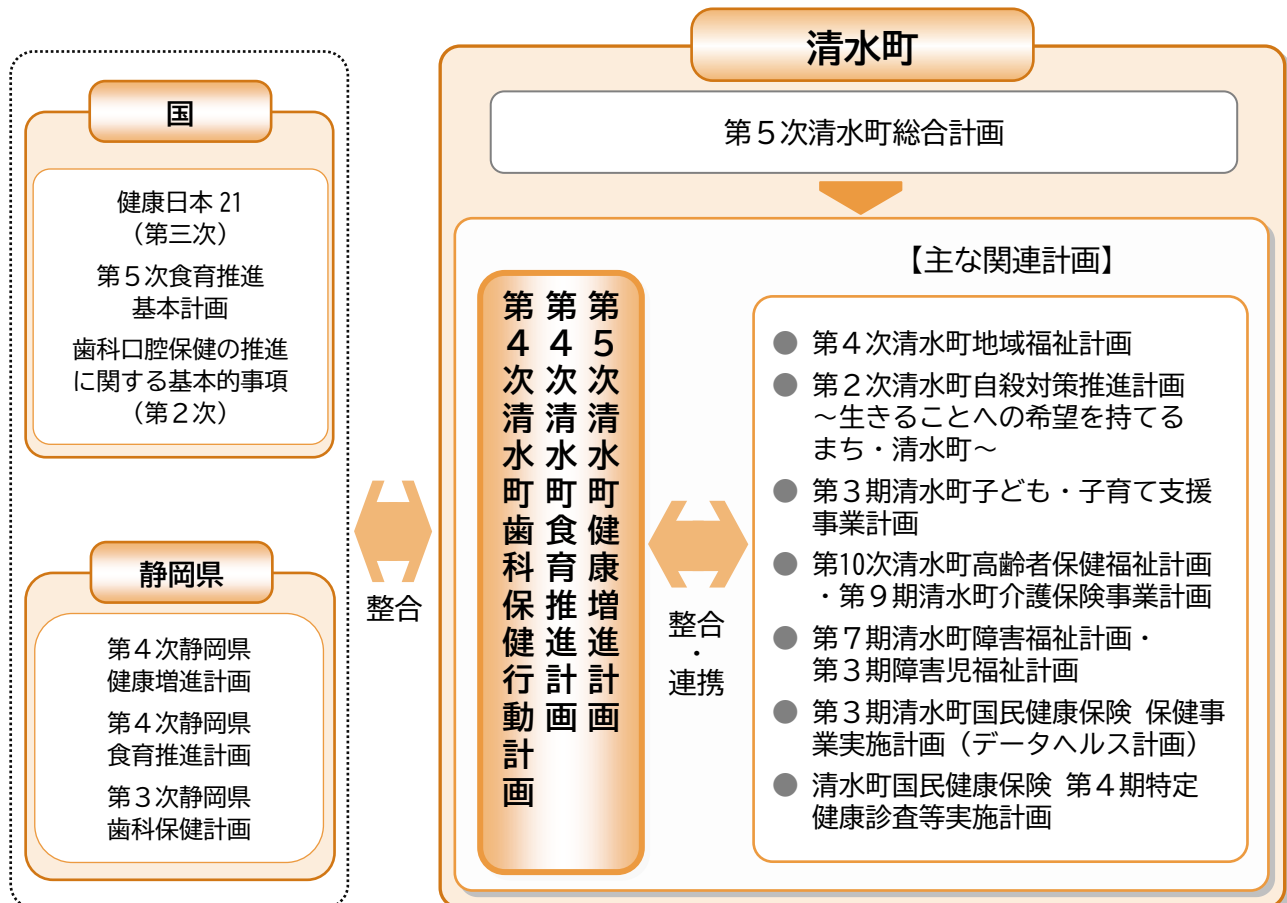 国
健康日本 21
（第三次）
第５次食育推進
基本計画
歯科口腔保健の推進
に関する基本的事項
（第２次）
静岡県
第４次静岡県
健康増進計画
第４次静岡県
食育推進計画
第３次静岡県
歯科保健計画
整合
清水町
第５次清水町総合計画
第５次清水町健康増進計画
第４次清水町食育推進計画
第４次清水町歯科保健行動計画
整合
・
連携
【主な関連計画】
● 第４次清水町地域福祉計画
● 第２次清水町自殺対策推進計画
～生きることへの希望を持てる
まち・清水町～
● 第３期清水町子ども・子育て支援
事業計画
● 第10次清水町高齢者保健福祉計画
・第９期清水町介護保険事業計画
● 第７期清水町障害福祉計画・
第３期障害児福祉計画
● 第３期清水町国民健康保険 保健事
業実施計画（データヘルス計画）
● 清水町国民健康保険 第４期特定
健康診査等実施計画